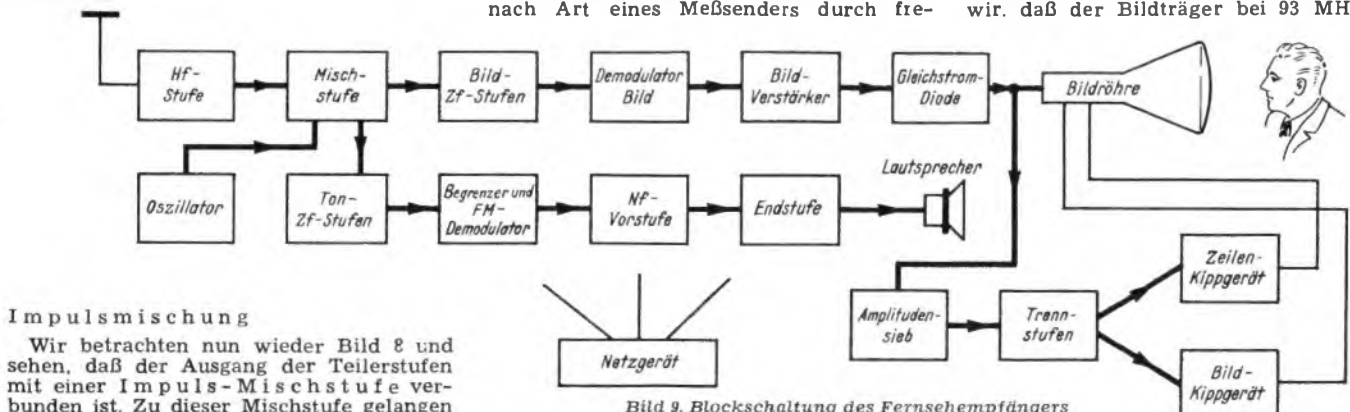 nach Art eines Meßsenders durch fre-
wir. daß der Bildträger bei 93 MH
Hf-
Stufe
Misch-
stufe
Bild-
Zf-Stufen
Demodulator
Bild
Bild-
Verstärker
Gleichstrom-
Diode
Bildröhre
Oszillator
Ton-
Zf-Stufen
Begrenzer und
FM-
Demodulator
Nf-
Vorstufe
Endstufe
Lautsprecher
Amplituden-
sieb
Trenn-
stufen
Zeilen-
Kippgerät
Bild-
Kippgerät
Netzgerät
Impulsmischung
Wir betrachten nun wieder Bild 8 und
sehen, daß der Ausgang der Teilerstufen
mit einer Impuls-Mischstufe ver-
bunden ist. Zu dieser Mischstufe gelangen
Bild 9. Blockschaltung des Fernsehempfängers